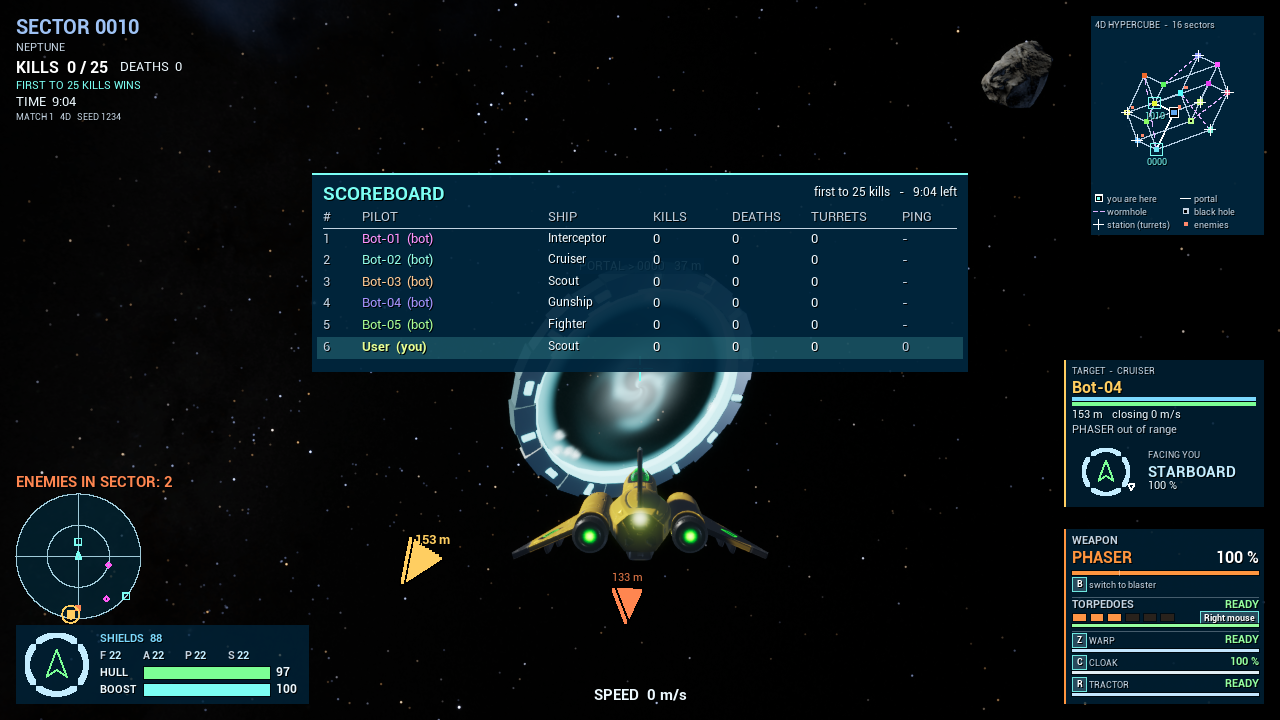 SECTOR 0010
NEPTUNE
KILLS 0 / 25 DEATHS 0
FIRST TO 25 KILLS WINS
TIME 9:04
MATCH 1 4D SEED 1234
4D HYPERCUBE - 16 sectors
1010
0000
you are here
portal
wormhole
black hole
station (turrets)
enemies
SCOREBOARD first to 25 kills - 9:04 left
# PILOT SHIP KILLS DEATHS TURRETS PING
1 Bot-01 (bot) Interceptor 0 0 0 -
2 Bot-02 (bot) Cruiser 0 0 0 -
PORTAL > 0000 37 m
3 Bot-03 (bot) Scout 0 0 0 -
4 Bot-04 (bot) Gunship 0 0 0 -
5 Bot-05 (bot) Fighter 0 0 0 -
6 User (you) Scout 0 0 0 0
TARGET - CRUISER
Bot-04
153 m closing 0 m/s
PHASER out of range
FACING YOU
STARBOARD
100 %
ENEMIES IN SECTOR: 2
153 m
133 m
WEAPON
PHASER 100 %
B switch to blaster
TORPEDOES READY
Right mouse
Z WARP READY
C CLOAK 100 %
R TRACTOR READY
SHIELDS 88
F 22 A 22 P 22 S 22
HULL 97
BOOST 100
SPEED 0 m/s